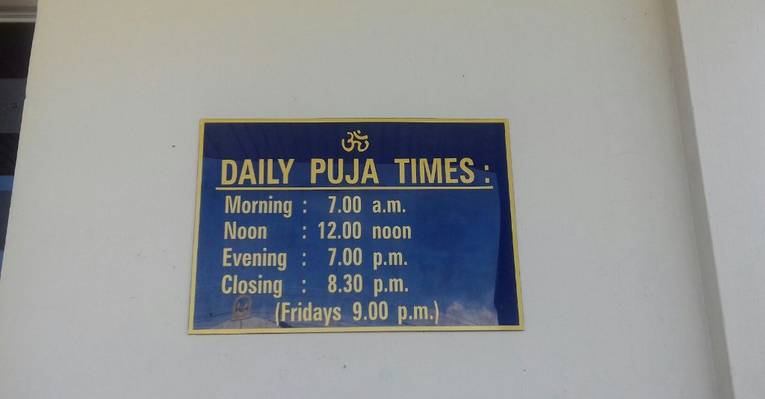 ॐ
DAILY PUJA TIMES :
Morning : 7.00 a.m.
Noon : 12.00 noon
Evening : 7.00 p.m.
Closing : 8.30 p.m.
(Fridays 9.00 p.m.)